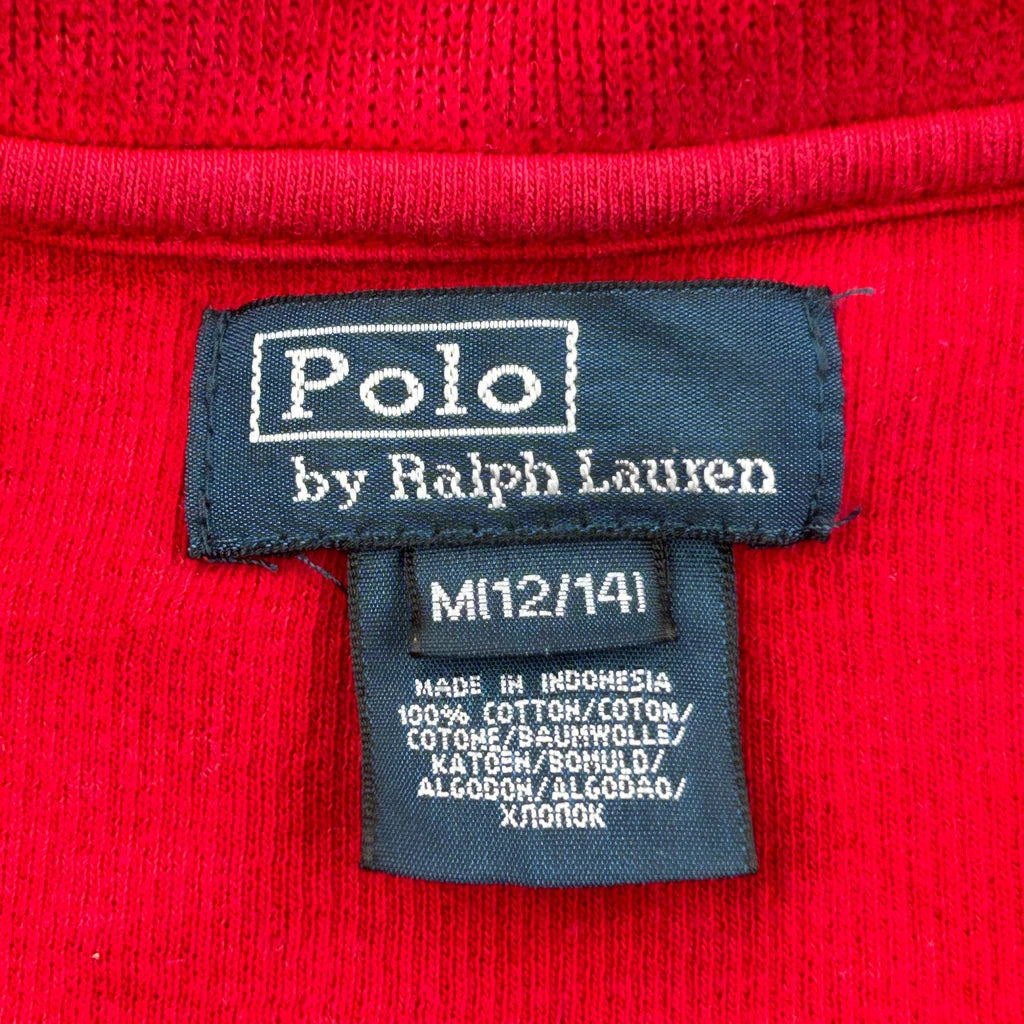 Polo
by Ralph Lauren
M(12/14)
MADE IN INDONESIA
100% COTTON/COTON/
COTONE/BAUMWOLLE/
KATOEN/BOMULD/
ALGODON/ALGODAO/
ХЛОПОК